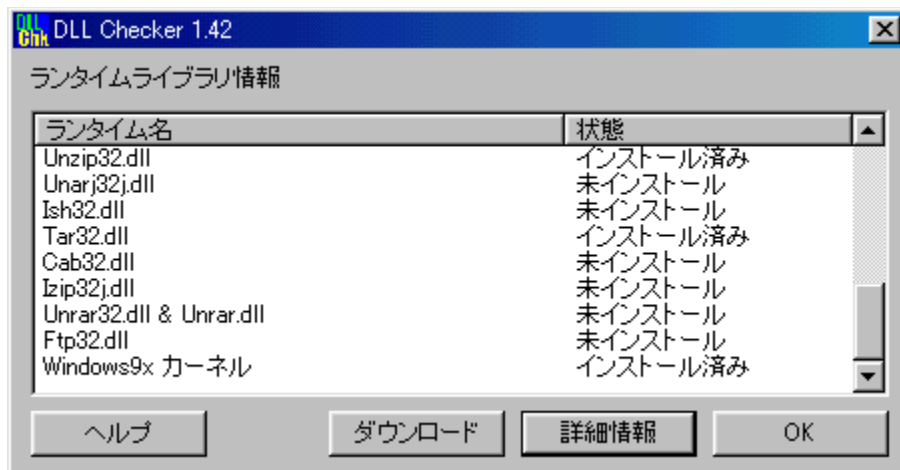 DLL Chk DLL Checker 1.42
ランタイムライブラリ情報
ランタイム名 状態
Unzip32.dll インストール済み
Unarj32j.dll 未インストール
Ish32.dll 未インストール
Tar32.dll インストール済み
Cab32.dll 未インストール
Izip32j.dll 未インストール
Unrar32.dll & Unrar.dll 未インストール
Ftp32.dll 未インストール
Windows9x カーネル インストール済み
ヘルプ ダウンロード 詳細情報 OK